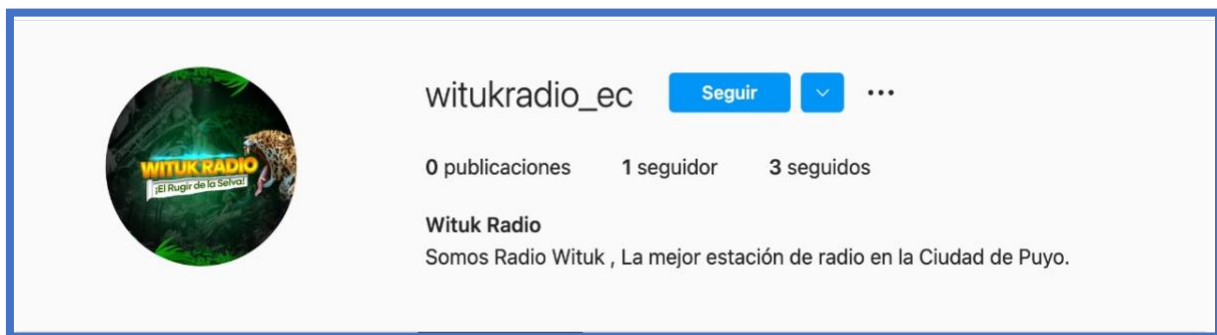 WITUK RADIO
¡El Rugir de la Selva!
witukradio_ec Seguir
0 publicaciones 1 seguidor 3 seguidos
Wituk Radio
Somos Radio Wituk , La mejor estación de radio en la Ciudad de Puyo.